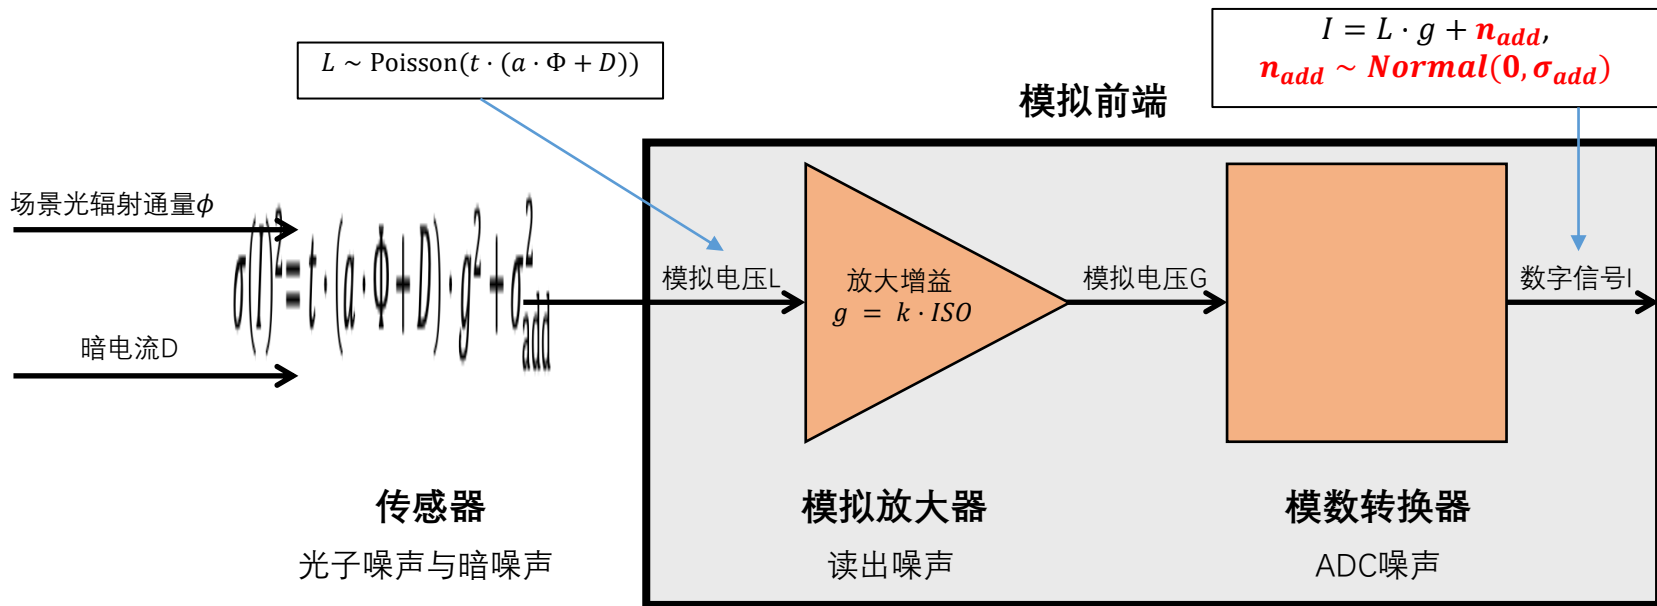 L ~ Poisson(t · (a · Φ + D))
I = L · g + n_add,
n_add ~ Normal(0, σ_add)
模拟前端
场景光辐射通量ϕ
暗电流D
σ(I)²=t·(a·Φ+D)·g²+σ²_add
模拟电压L
放大增益
g = k · ISO
模拟电压G
数字信号I
传感器
光子噪声与暗噪声
模拟放大器
读出噪声
模数转换器
ADC噪声